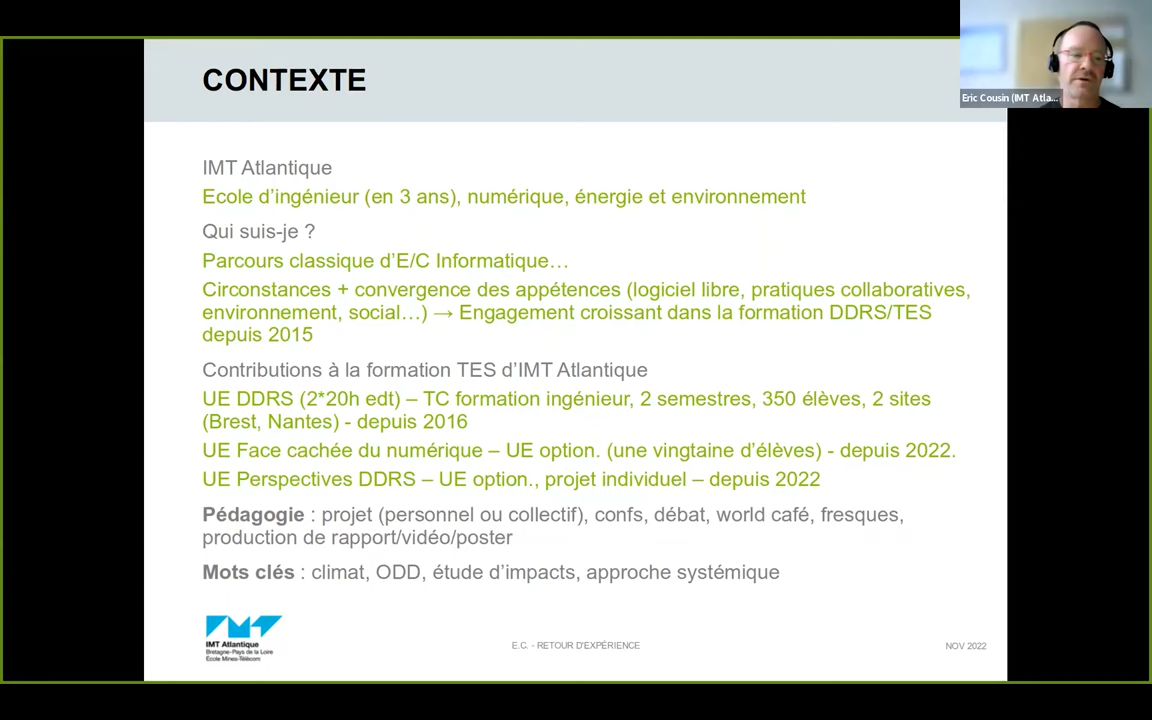 CONTEXTE
Eric Cousin (IMT Atla...
IMT Atlantique
Ecole d'ingénieur (en 3 ans), numérique, énergie et environnement
Qui suis-je ?
Parcours classique d'E/C Informatique…
Circonstances + convergence des appétences (logiciel libre, pratiques collaboratives,
environnement, social…) → Engagement croissant dans la formation DDRS/TES
depuis 2015
Contributions à la formation TES d'IMT Atlantique
UE DDRS (2*20h edt) – TC formation ingénieur, 2 semestres, 350 élèves, 2 sites
(Brest, Nantes) - depuis 2016
UE Face cachée du numérique – UE option. (une vingtaine d'élèves) - depuis 2022.
UE Perspectives DDRS – UE option., projet individuel – depuis 2022
Pédagogie : projet (personnel ou collectif), confs, débat, world café, fresques,
production de rapport/vidéo/poster
Mots clés : climat, ODD, étude d'impacts, approche systémique
IMT Atlantique
Bretagne-Pays de la Loire
École Mines-Télécom
E.C. - RETOUR D'EXPÉRIENCE
NOV 2022